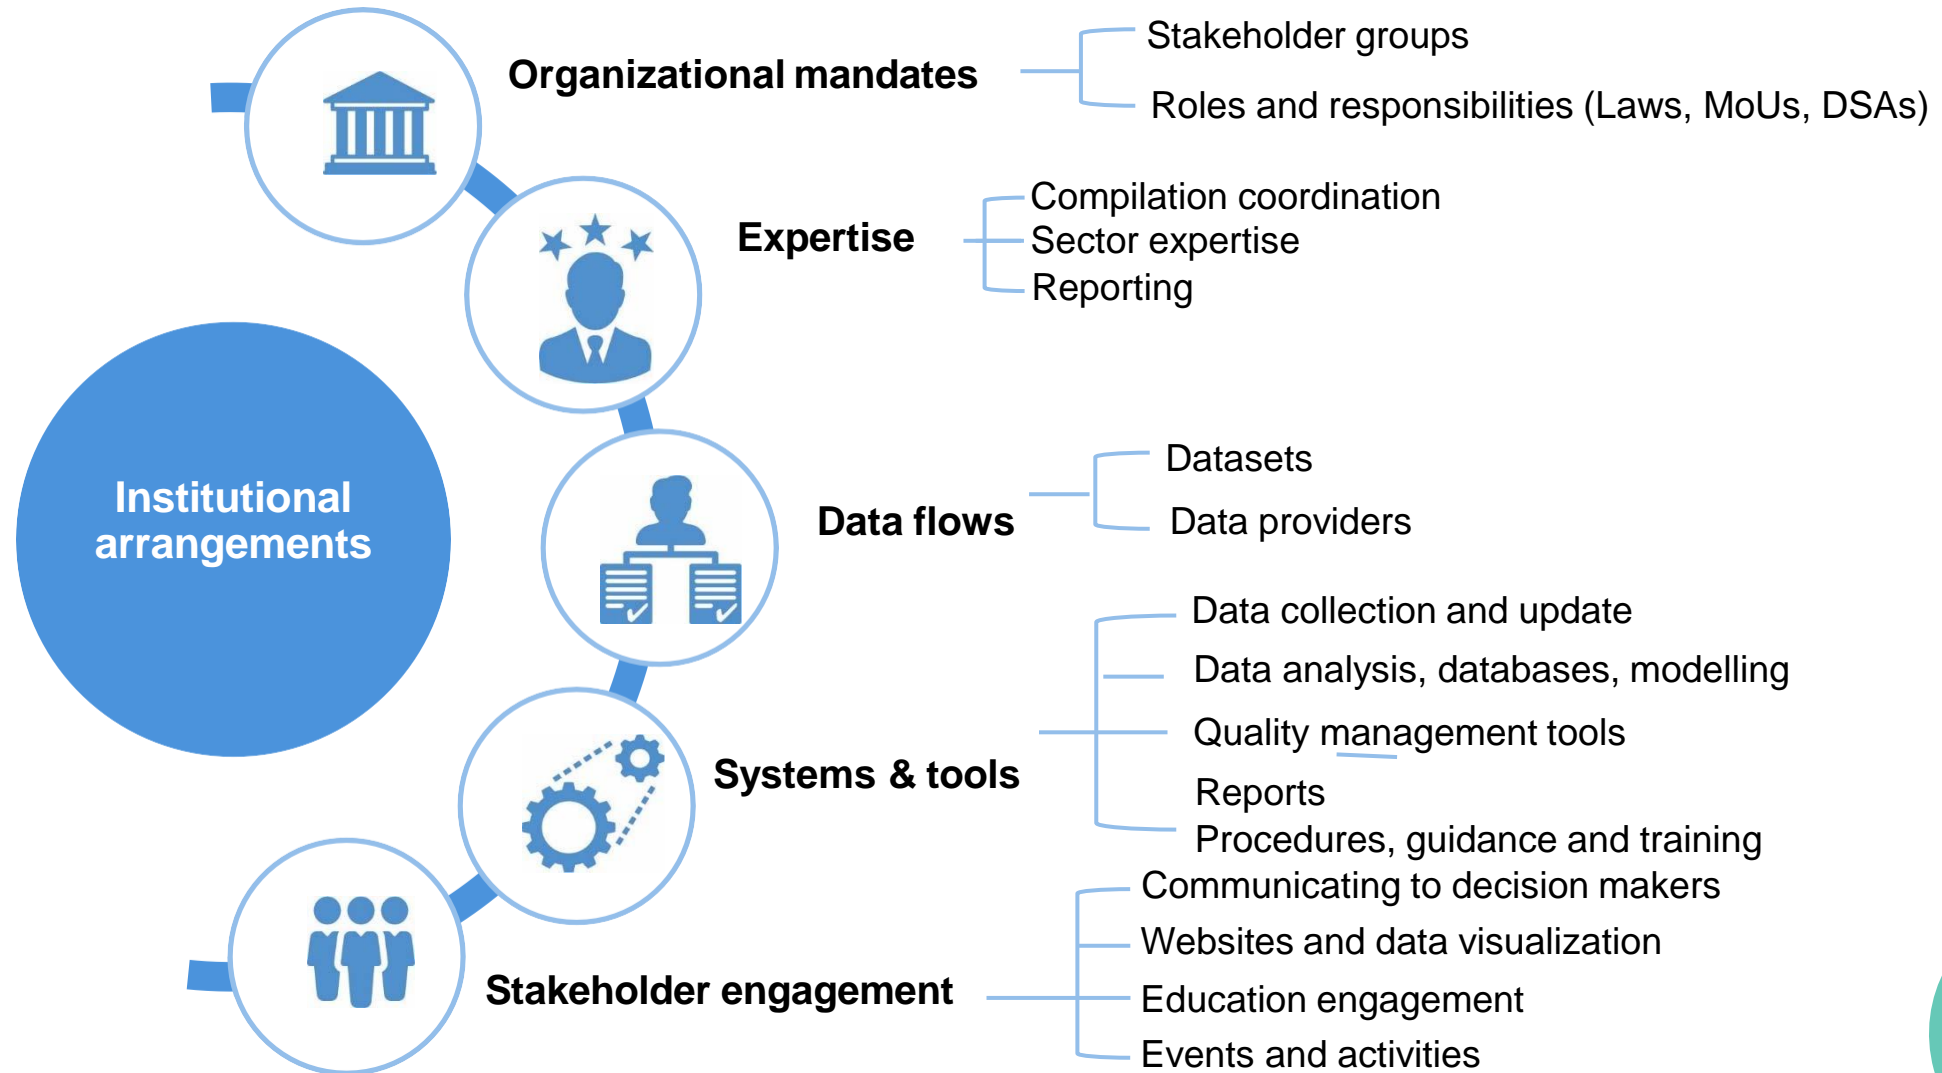 Organizational mandates
Stakeholder groups
Roles and responsibilities (Laws, MoUs, DSAs)
Expertise
Compilation coordination
Sector expertise
Reporting
Institutional
arrangements
Data flows
Datasets
Data providers
Systems & tools
Data collection and update
Data analysis, databases, modelling
Quality management tools
Reports
Procedures, guidance and training
Stakeholder engagement
Communicating to decision makers
Websites and data visualization
Education engagement
Events and activities